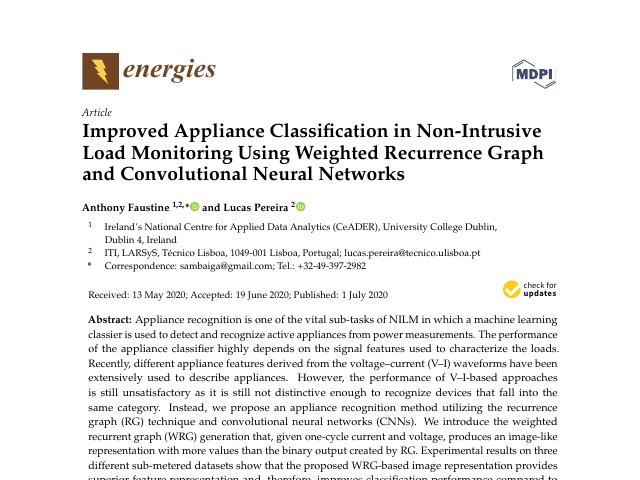 energies
MDPI
Article
Improved Appliance Classification in Non-Intrusive
Load Monitoring Using Weighted Recurrence Graph
and Convolutional Neural Networks
Anthony Faustine 1,2,* iD and Lucas Pereira 2 iD
1 Ireland's National Centre for Applied Data Analytics (CeADER), University College Dublin,
Dublin 4, Ireland
2 ITI, LARSyS, Técnico Lisboa, 1049-001 Lisboa, Portugal; lucas.pereira@tecnico.ulisboa.pt
* Correspondence: sambaiga@gmail.com; Tel.: +32-49-397-2982
check for
updates
Received: 13 May 2020; Accepted: 19 June 2020; Published: 1 July 2020
Abstract: Appliance recognition is one of the vital sub-tasks of NILM in which a machine learning
classier is used to detect and recognize active appliances from power measurements. The performance
of the appliance classifier highly depends on the signal features used to characterize the loads.
Recently, different appliance features derived from the voltage–current (V–I) waveforms have been
extensively used to describe appliances. However, the performance of V–I-based approaches
is still unsatisfactory as it is still not distinctive enough to recognize devices that fall into the
same category. Instead, we propose an appliance recognition method utilizing the recurrence
graph (RG) technique and convolutional neural networks (CNNs). We introduce the weighted
recurrent graph (WRG) generation that, given one-cycle current and voltage, produces an image-like
representation with more values than the binary output created by RG. Experimental results on three
different sub-metered datasets show that the proposed WRG-based image representation provides
superior feature representation and, therefore, improves classification performance compared to